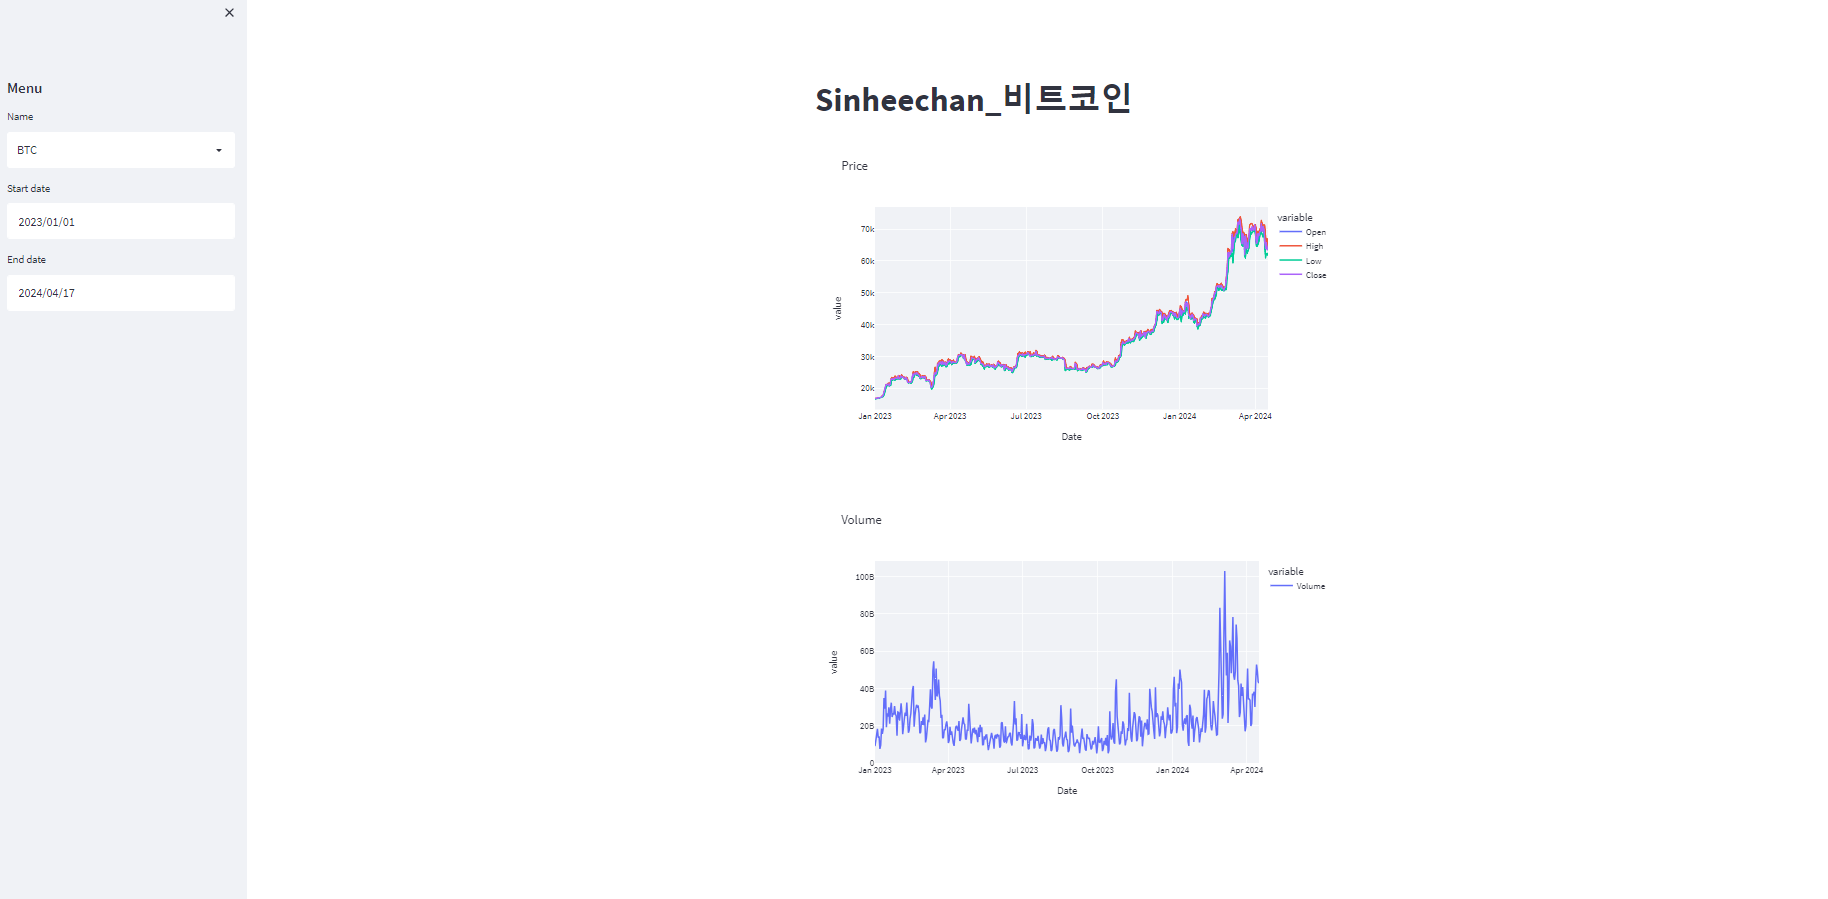 Menu
Name
BTC
Start date
2023/01/01
End date
2024/04/17
Sinheechan_비트코인
Price
value
70k
60k
50k
40k
30k
20k
Jan 2023 Apr 2023 Jul 2023 Oct 2023 Jan 2024 Apr 2024
Date
variable
Open
High
Low
Close
Volume
value
100B
80B
60B
40B
20B
0
Jan 2023 Apr 2023 Jul 2023 Oct 2023 Jan 2024 Apr 2024
Date
variable
Volume